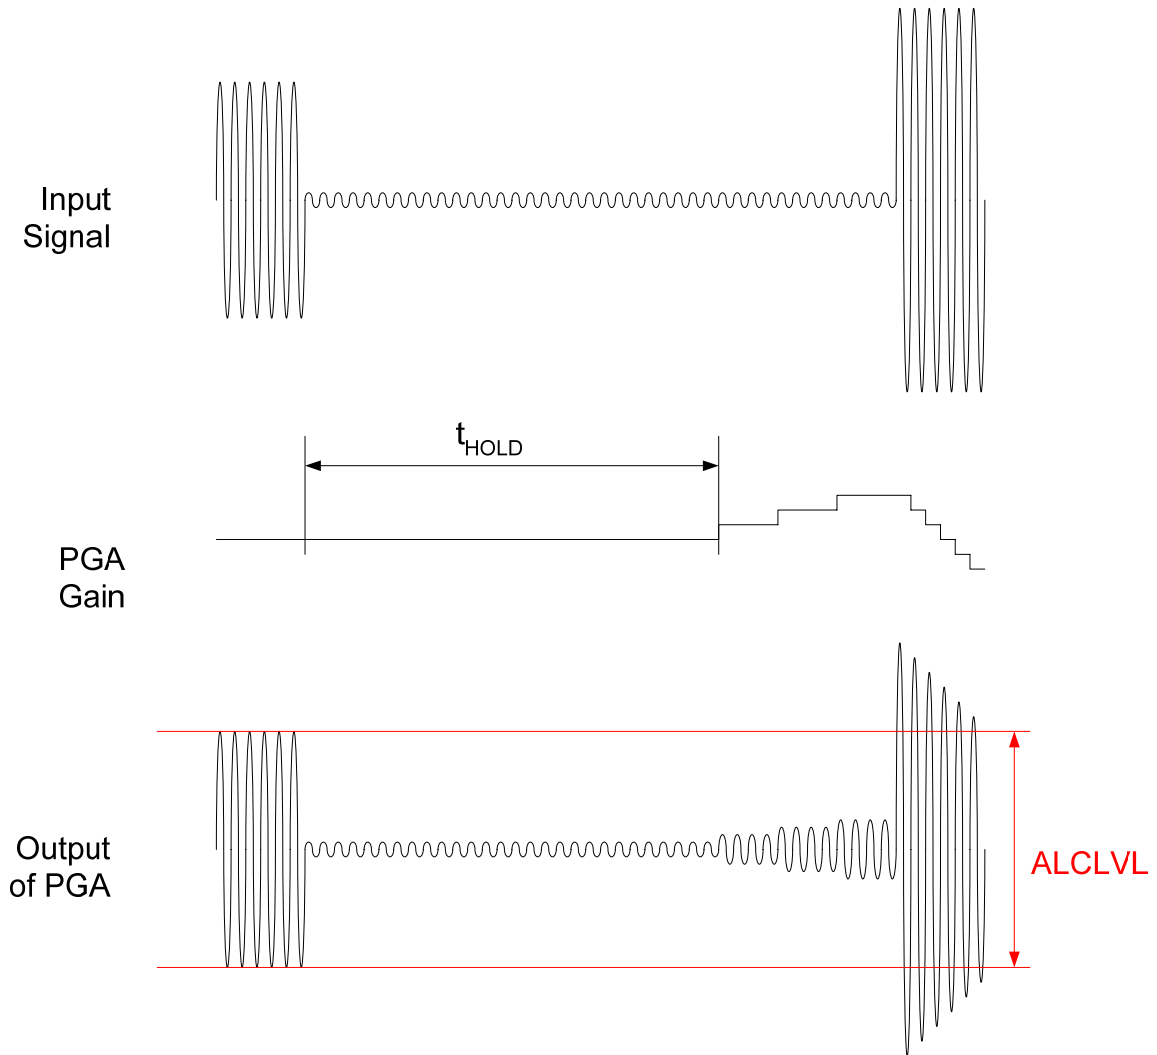 Input
Signal
tHOLD
PGA
Gain
Output
of PGA
ALCLVL